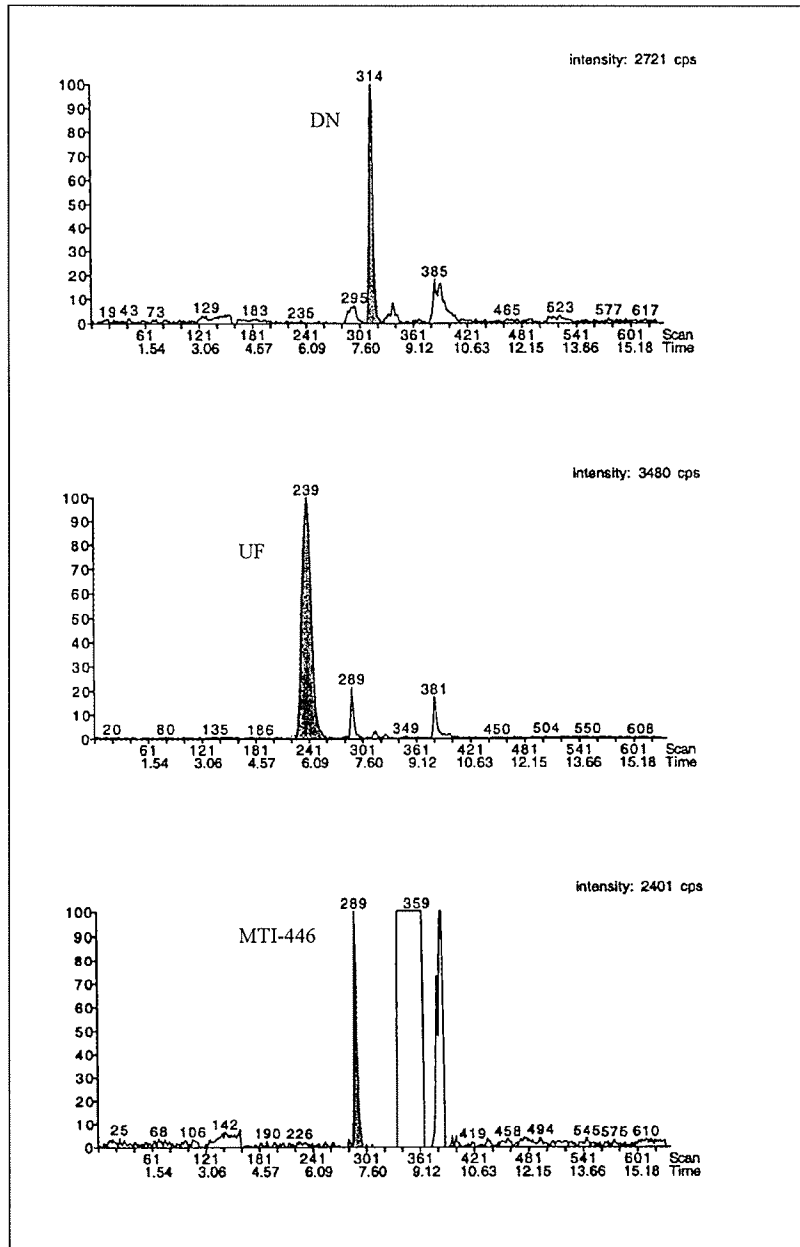 intensity: 2721 cps
314
100
DN
90
80
70
60
50
40
30
20
385
10
295
19 43 73 129 183 235 465 523 577 617
0
61 121 181 241 301 361 421 481 541 601 Scan
1.54 3.06 4.57 6.09 7.60 9.12 10.63 12.15 13.66 15.18 Time
intensity: 3480 cps
239
100
90
80
UF
70
60
50
40
30
289
20
381
10
20 80 135 186 349 450 504 550 608
0
61 121 181 241 301 361 421 481 541 601 Scan
1.54 3.06 4.57 6.09 7.60 9.12 10.63 12.15 13.66 15.18 Time
intensity: 2401 cps
289 359
100
MTI-446
90
80
70
60
50
40
30
20
10
25 68 106 142 190 226 419 458 494 545 575 610
0
61 121 181 241 301 361 421 481 541 601 Scan
1.54 3.06 4.57 6.09 7.60 9.12 10.63 12.15 13.66 15.18 Time